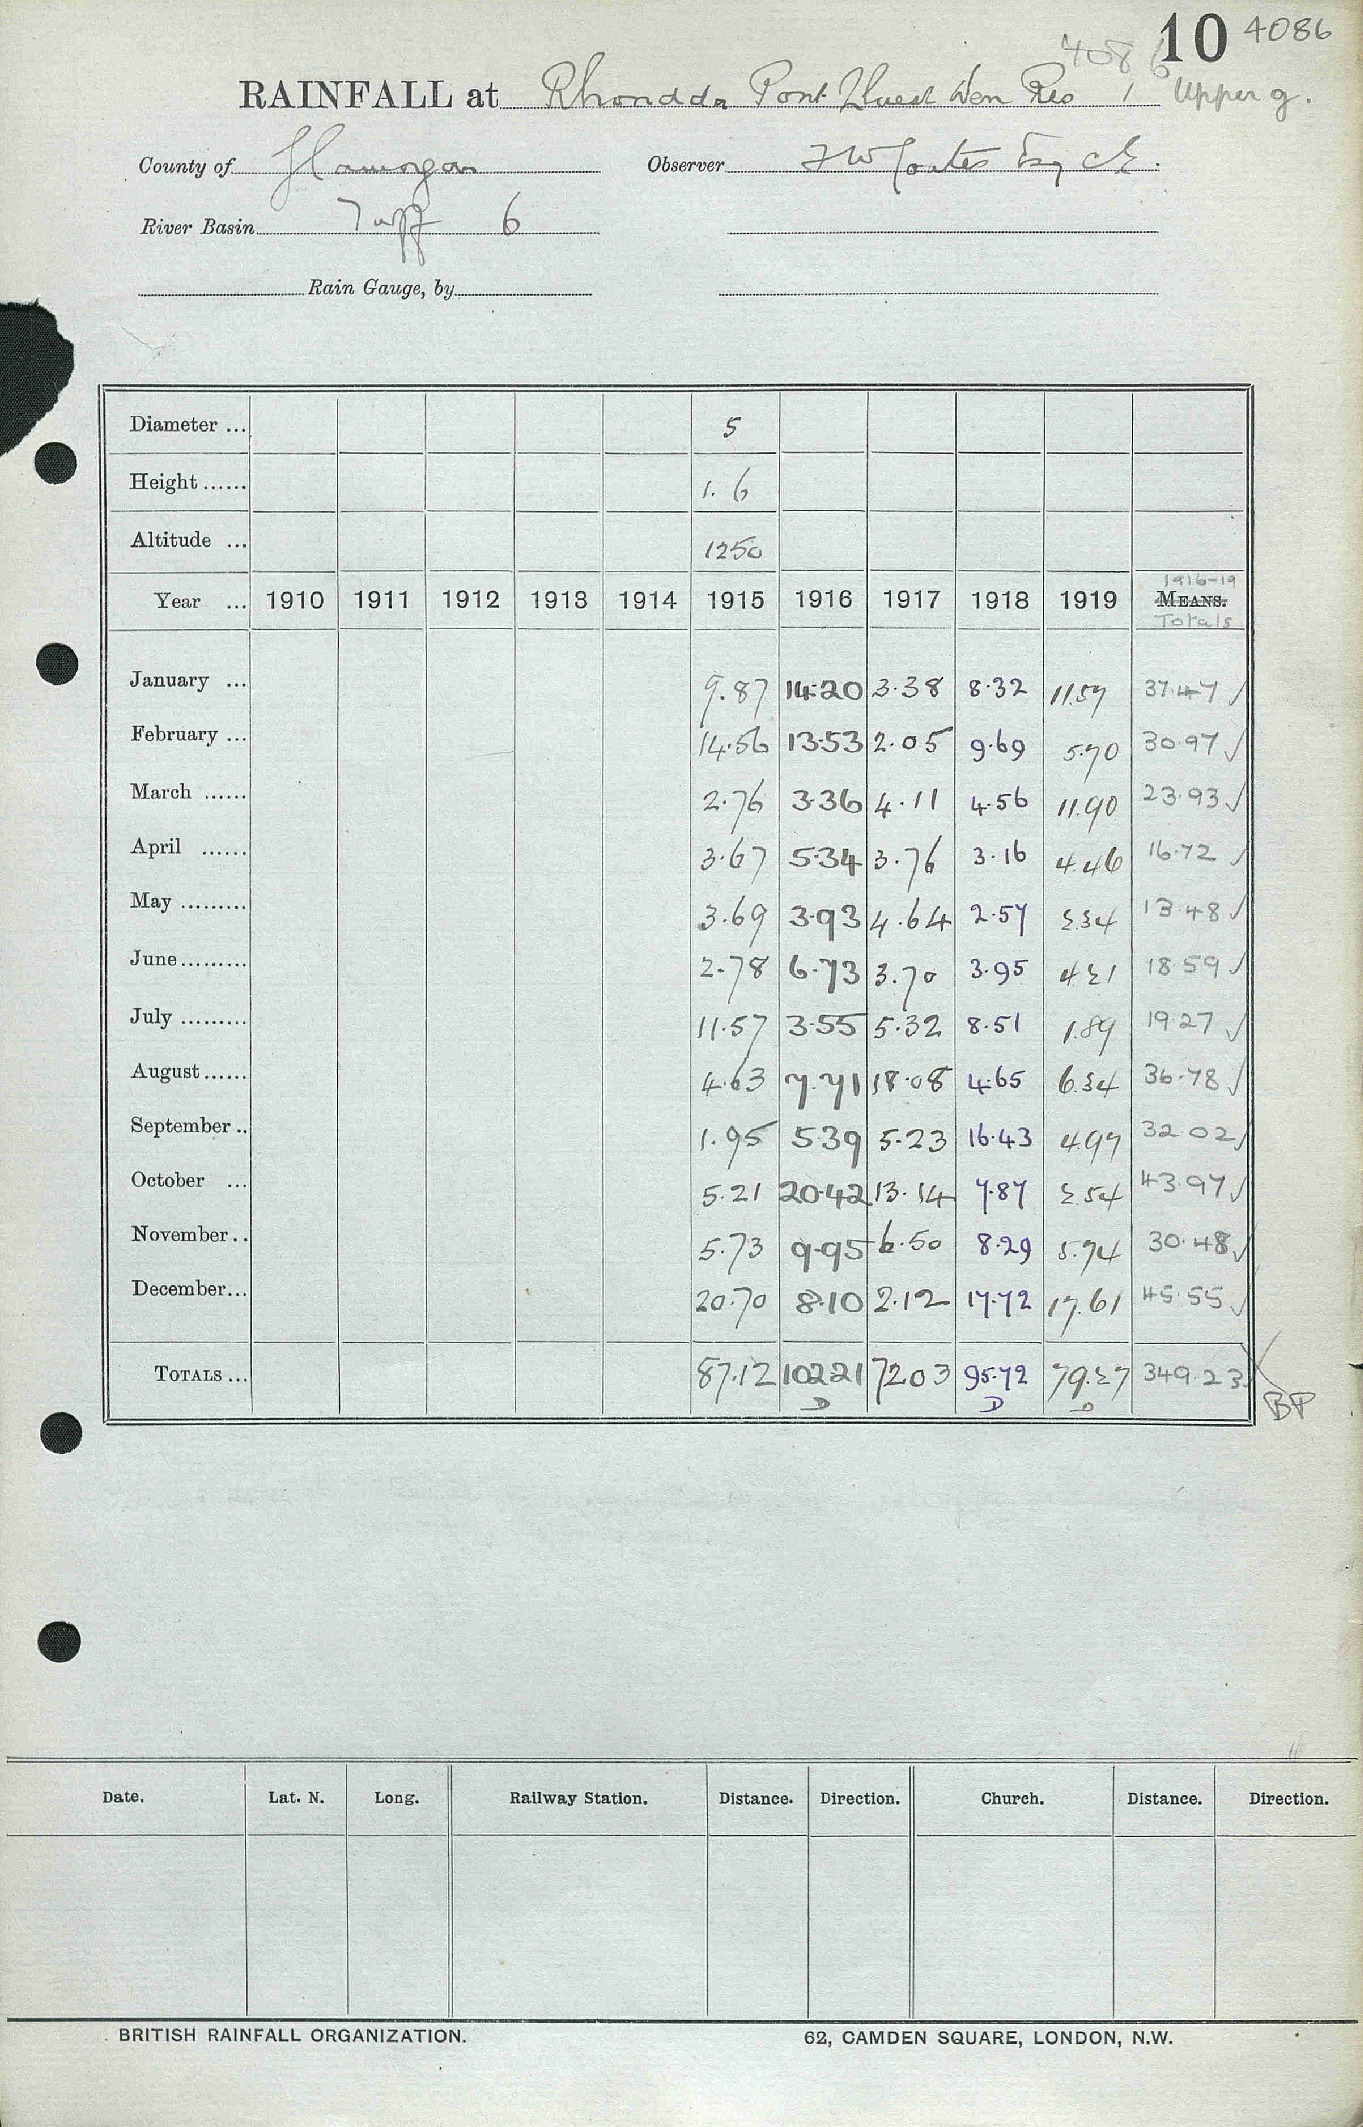 10 4086
4086
RAINFALL at Rhondda Pont Lluest Wen Res 1 Upper g.
County of Glamorgan Observer F W Coates Esq CE.
River Basin Taff 6
Rain Gauge, by
Diameter ... 5
Height ...... 1.6
Altitude ... 1250
1916-19
Year ... 1910 1911 1912 1913 1914 1915 1916 1917 1918 1919 MEANS.
Totals
January ... 9.87 14.20 3.38 8.32 11.57 37.47 ✓
February ... 14.56 13.53 2.05 9.69 5.70 30.97 ✓
March ...... 2.76 3.36 4.11 4.56 11.90 23.93 ✓
April ...... 3.67 5.34 3.76 3.16 4.46 16.72 ✓
May ......... 3.69 3.93 4.64 2.57 2.34 13.48 ✓
June ......... 2.78 6.73 3.70 3.95 4.21 18.59 ✓
July ......... 11.57 3.55 5.32 8.51 1.89 19.27 ✓
August ...... 4.63 7.71 18.08 4.65 6.34 36.78 ✓
September .. 1.95 5.39 5.23 16.43 4.97 32.02 ✓
October ... 5.21 20.42 13.14 7.87 2.54 43.97 ✓
November .. 5.73 9.95 6.50 8.29 5.74 30.48 ✓
December ... 20.70 8.10 2.12 17.72 17.61 45.55 ✓
TOTALS ... 87.12 102.21 72.03 95.72 79.27 349.23
D D D BP
Date. Lat. N. Long. Railway Station. Distance. Direction. Church. Distance. Direction.
BRITISH RAINFALL ORGANIZATION. 62, CAMDEN SQUARE, LONDON, N.W.